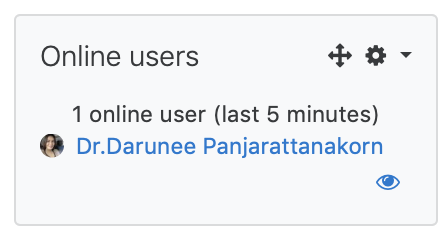 Online users
1 online user (last 5 minutes)
Dr.Darunee Panjarattanakorn